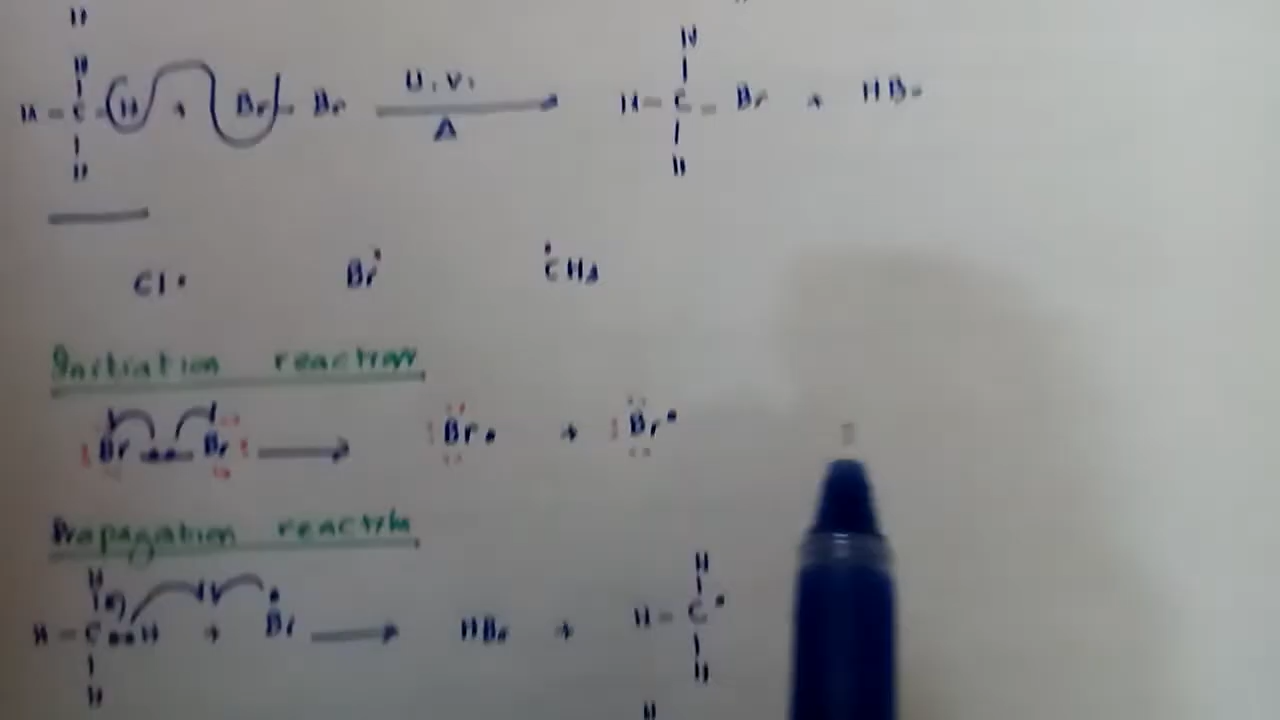 H
H H H
H - C - H + Br - Br U.V. Δ H - C - Br + HBr
H H
Cl• Br• •CH3
Initiation reaction
Br •• Br Br• + Br•
Propagation reaction
H H
H - C •• H + Br• HBr + H - C•
H H
H